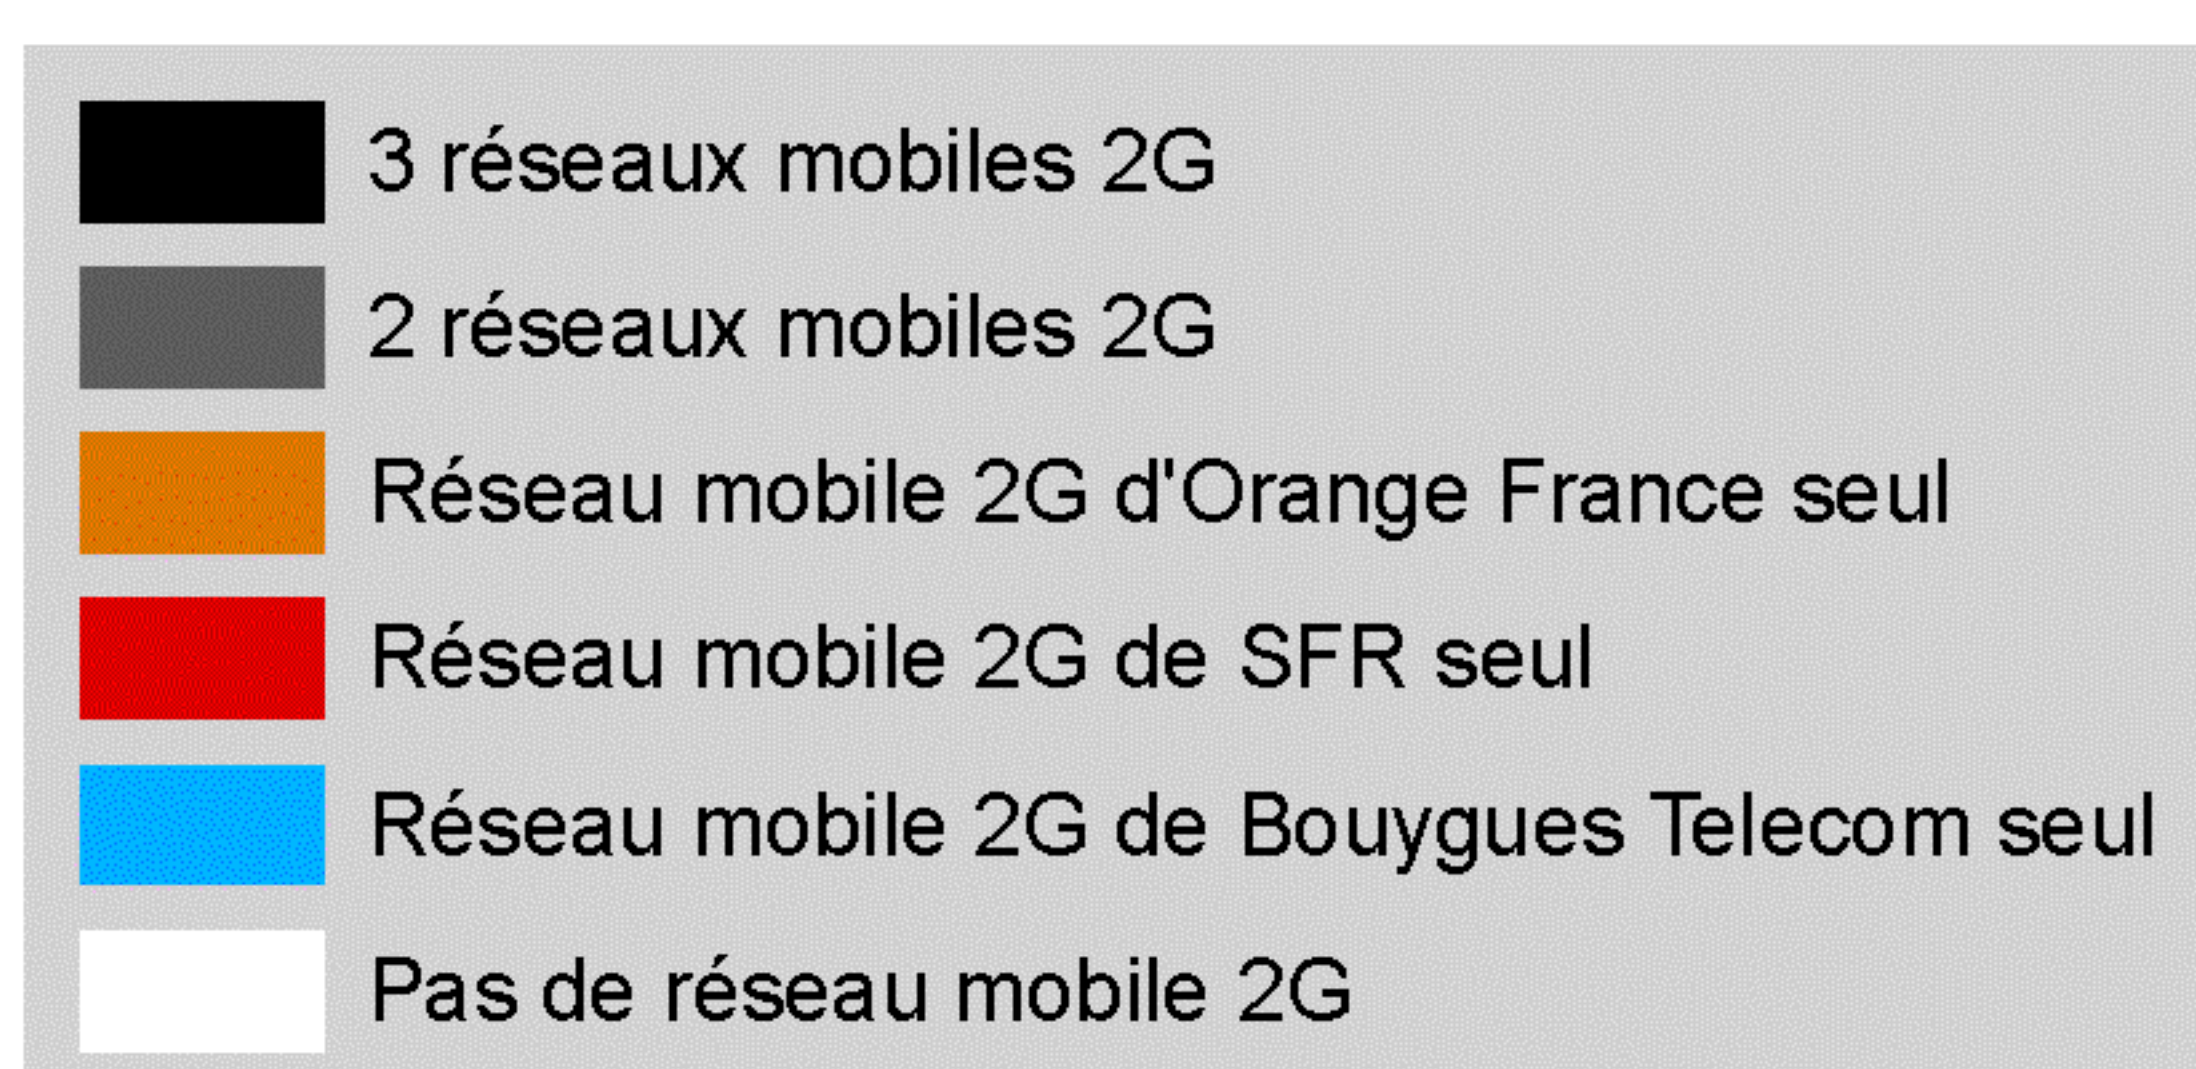 3 réseaux mobiles 2G
2 réseaux mobiles 2G
Réseau mobile 2G d'Orange France seul
Réseau mobile 2G de SFR seul
Réseau mobile 2G de Bouygues Telecom seul
Pas de réseau mobile 2G